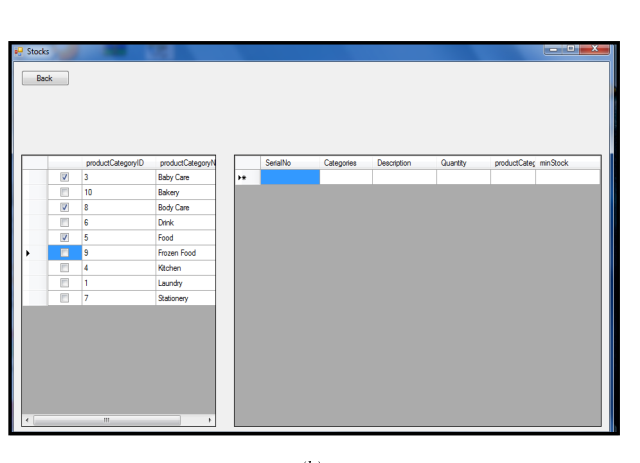 Stocks
Back
productCategoryID productCategoryN
3 Baby Care
10 Bakery
8 Body Care
6 Drink
5 Food
9 Frozen Food
4 Kitchen
1 Laundry
7 Stationery
SerialNo Categories Description Quantity productCateg minStock